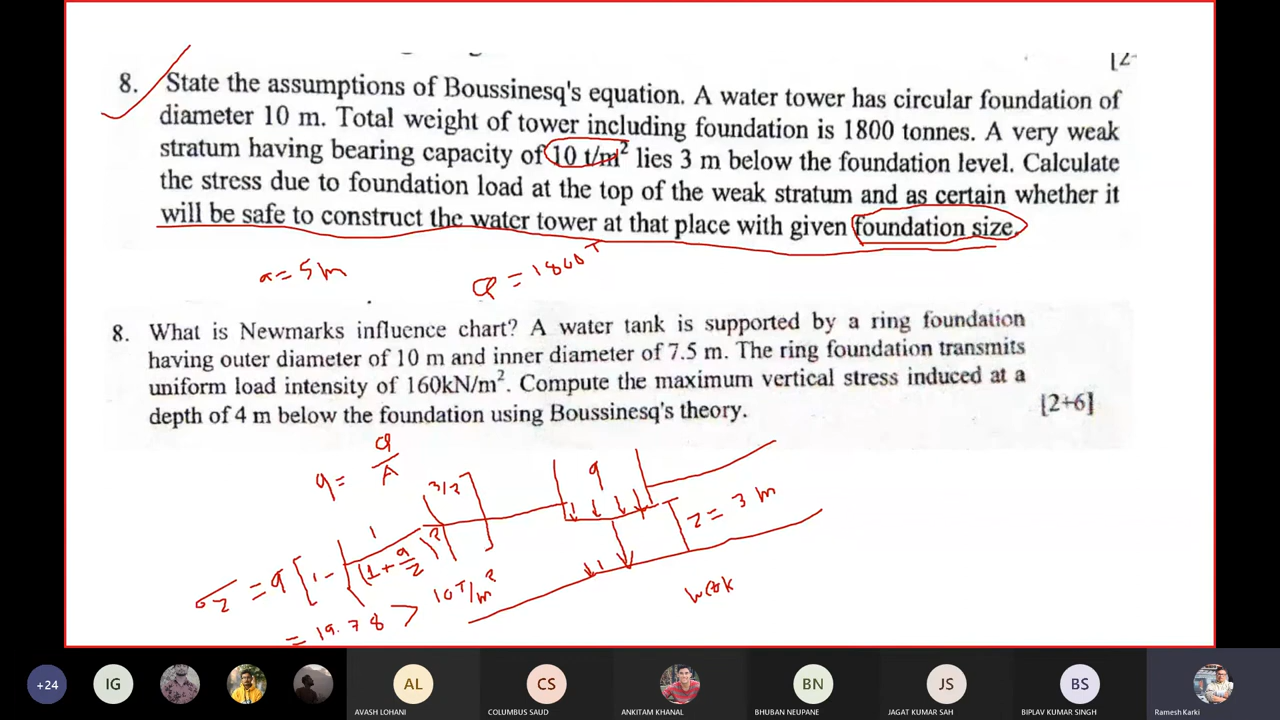 8. State the assumptions of Boussinesq's equation. A water tower has circular foundation of
diameter 10 m. Total weight of tower including foundation is 1800 tonnes. A very weak
stratum having bearing capacity of 10 t/m² lies 3 m below the foundation level. Calculate
the stress due to foundation load at the top of the weak stratum and as certain whether it
will be safe to construct the water tower at that place with given foundation size.
a = 5 m
Q = 1800 T
8. What is Newmarks influence chart? A water tank is supported by a ring foundation
having outer diameter of 10 m and inner diameter of 7.5 m. The ring foundation transmits
uniform load intensity of 160kN/m². Compute the maximum vertical stress induced at a
depth of 4 m below the foundation using Boussinesq's theory.
[2+6]
q = Q/A
q
z = 3 m
σz = q [1 - {1/(1 + a/z)²}^3/2]
= 19.78 > 10 T/m²
weak
+24
IG
AL
CS
BN
JS
BS
AVASH LOHANI
COLUMBUS SAUD
ANKITAM KHANAL
BHUBAN NEUPANE
JAGAT KUMAR SAH
BIPLAV KUMAR SINGH
Ramesh Karki